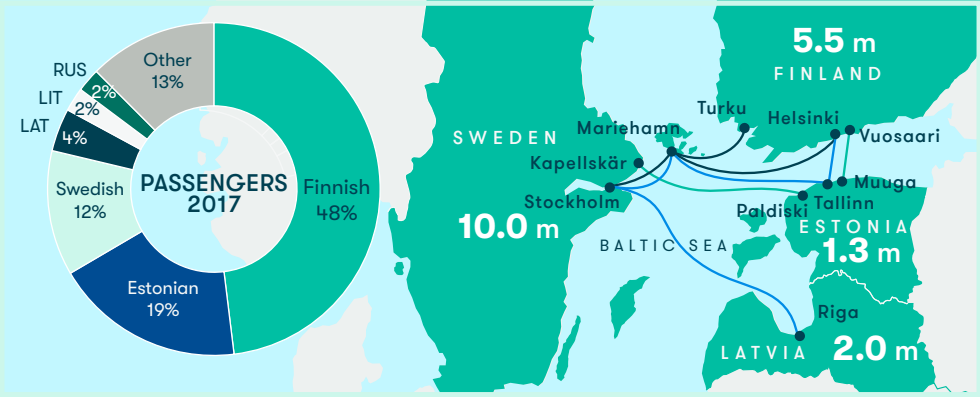 Other
13%
RUS
2%
LIT
2%
LAT
4%
Swedish
12%
Estonian
19%
Finnish
48%
PASSENGERS
2017
SWEDEN
10.0 m
5.5 m
FINLAND
Turku
Helsinki
Mariehamn
Vuosaari
Kapellskär
Stockholm
Muuga
Tallinn
Paldiski
ESTONIA
1.3 m
BALTIC SEA
Riga
LATVIA
2.0 m